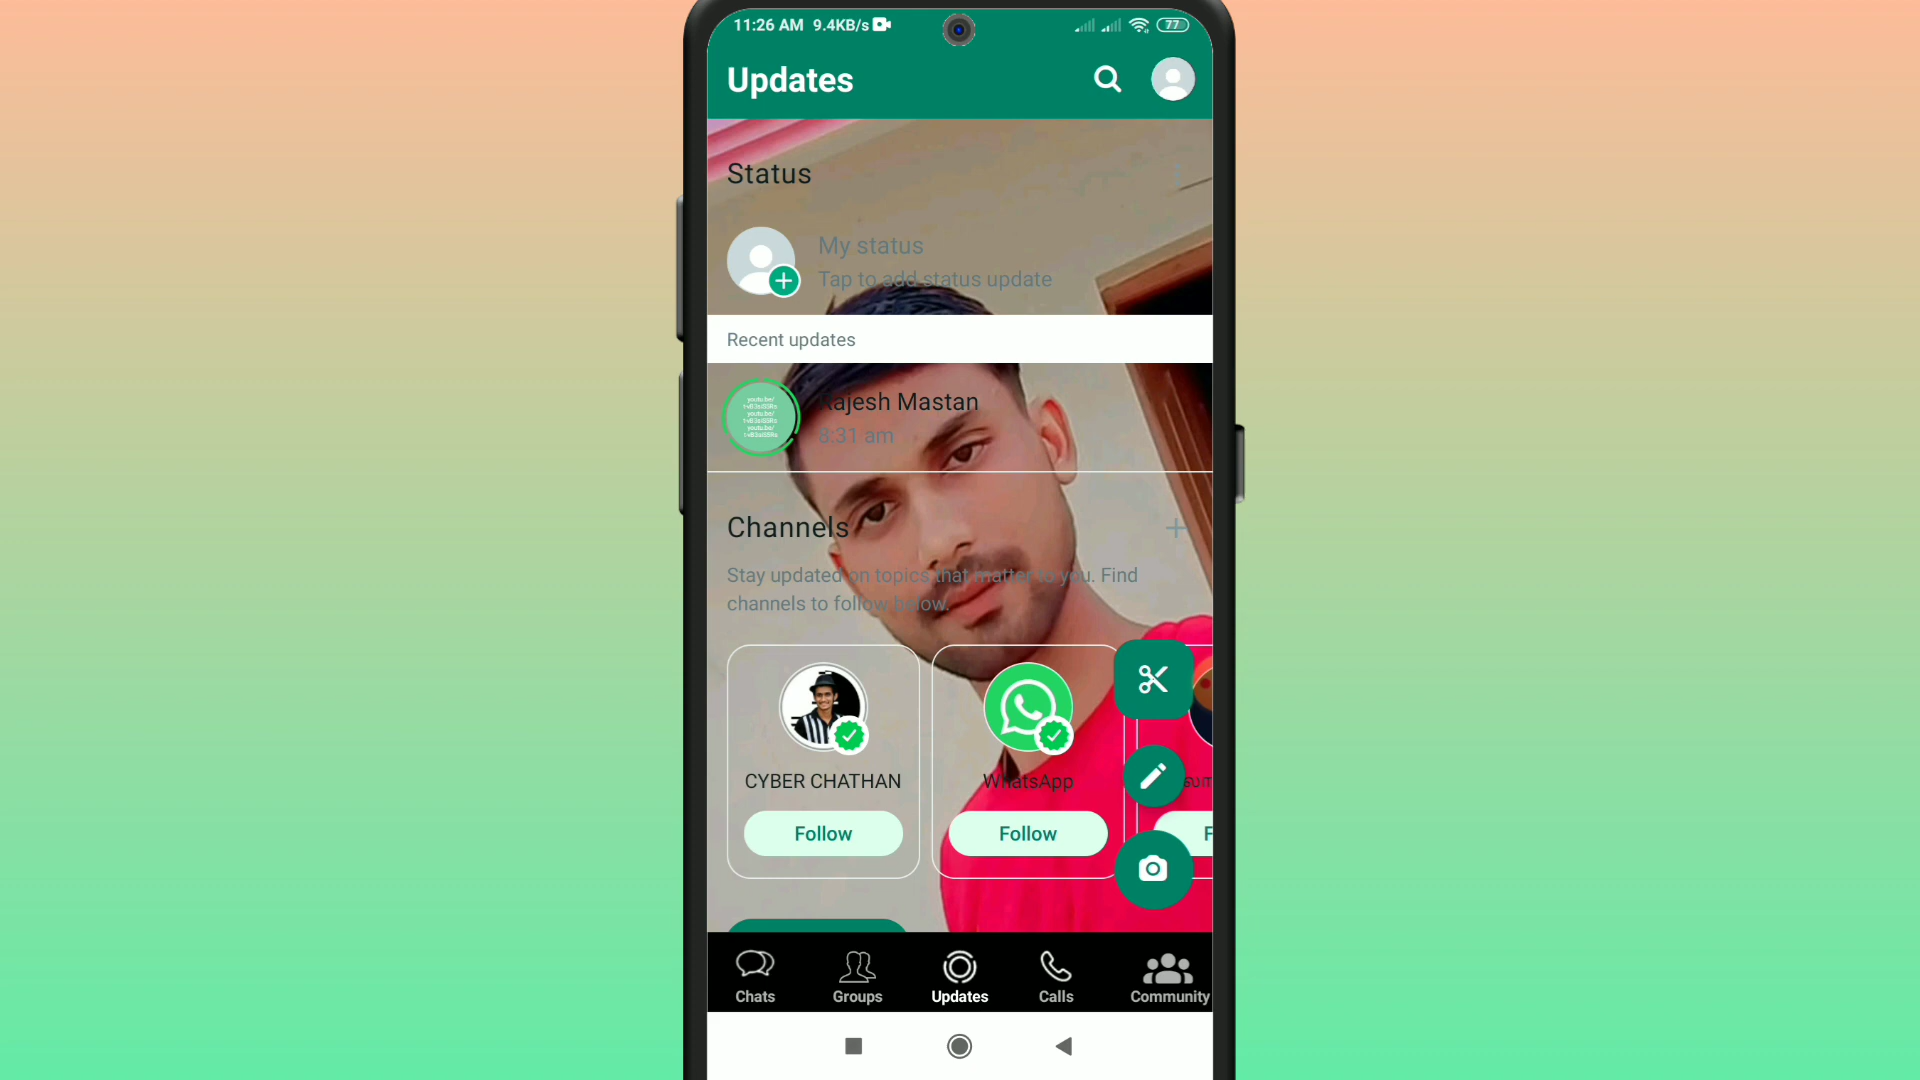 11:26 AM 9.4KB/s 77
Updates
Status
My status
Tap to add status update
Recent updates
Rajesh Mastan
8:31 am
Channels
Stay updated on topics that matter to you. Find
channels to follow below.
CYBER CHATHAN
WhatsApp
Follow
Follow
F
Chats
Groups
Updates
Calls
Community